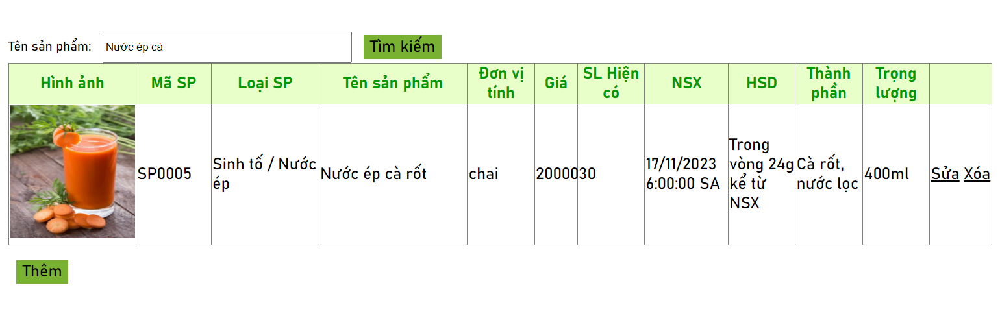 Tên sản phẩm: Nước ép cà Tìm kiếm
Hình ảnh Mã SP Loại SP Tên sản phẩm Đơn vị tính Giá SL Hiện có NSX HSD Thành phần Trọng lượng
SP0005 Sinh tố / Nước ép Nước ép cà rốt chai 20000 30 17/11/2023 6:00:00 SA Trong vòng 24g kể từ NSX Cà rốt, nước lọc 400ml Sửa Xóa
Thêm